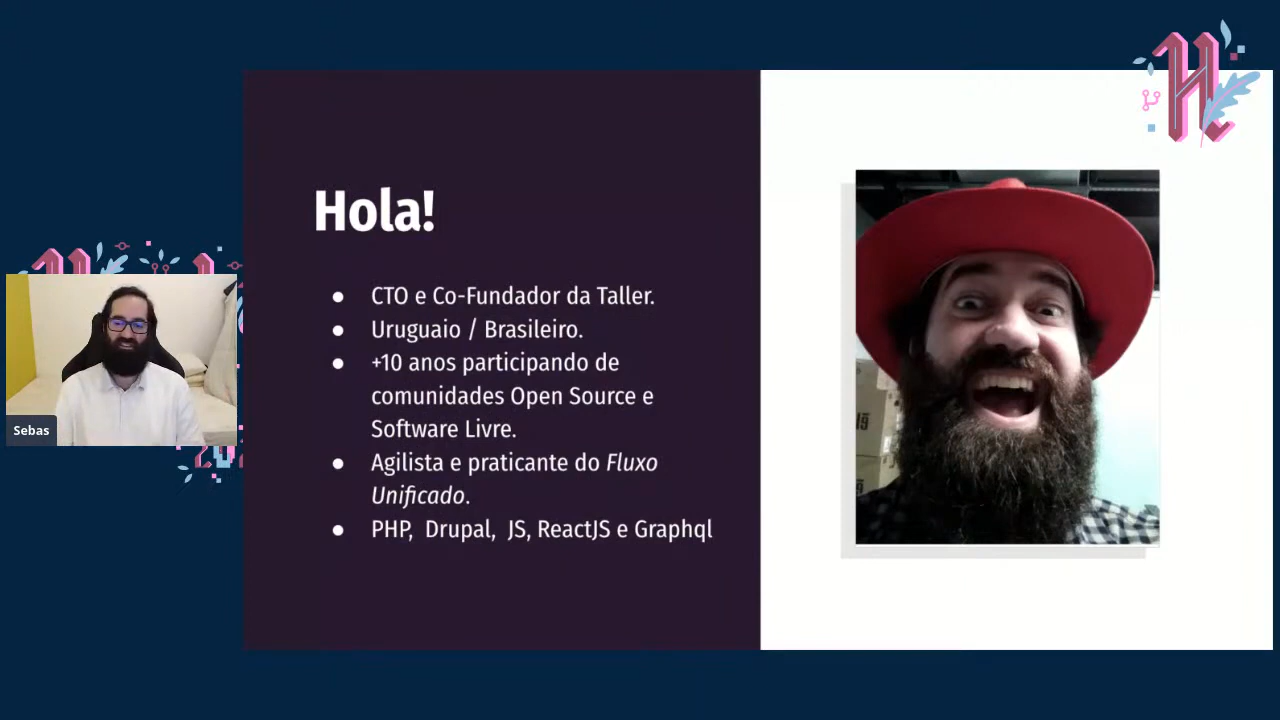 Hola!
● CTO e Co-Fundador da Taller.
● Uruguaio / Brasileiro.
● +10 anos participando de
comunidades Open Source e
Software Livre.
● Agilista e praticante do Fluxo
Unificado.
● PHP, Drupal, JS, ReactJS e Graphql
Sebas
H
19